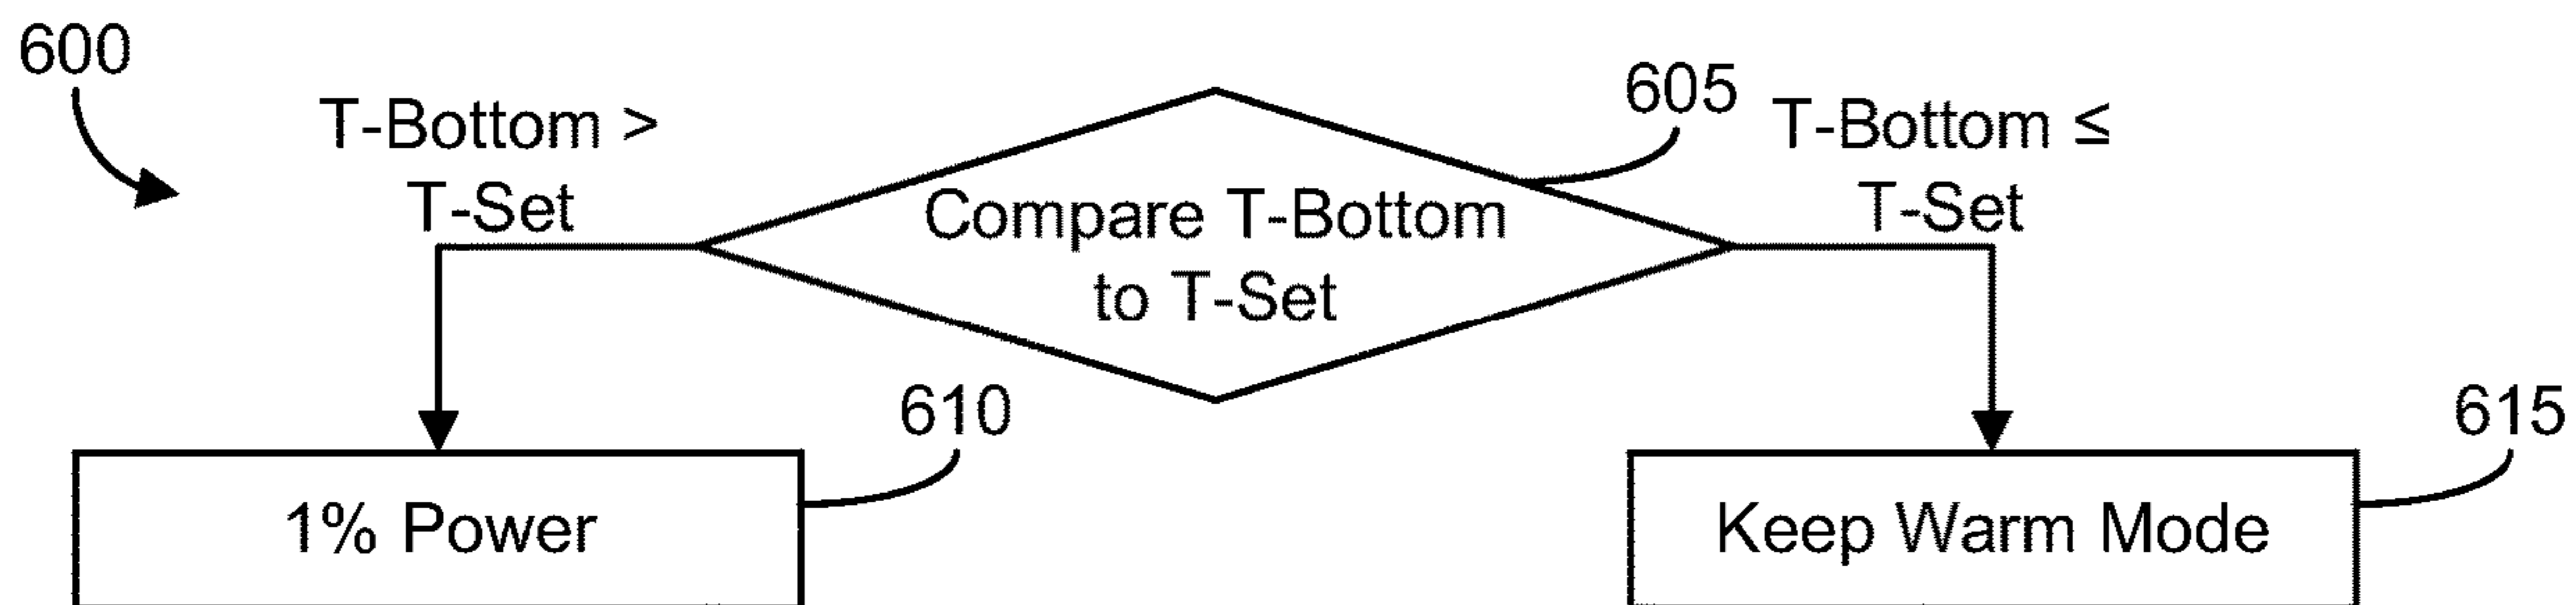 600
T-Bottom >
T-Set
Compare T-Bottom
to T-Set
605
T-Bottom ≤
T-Set
1% Power
610
Keep Warm Mode
615